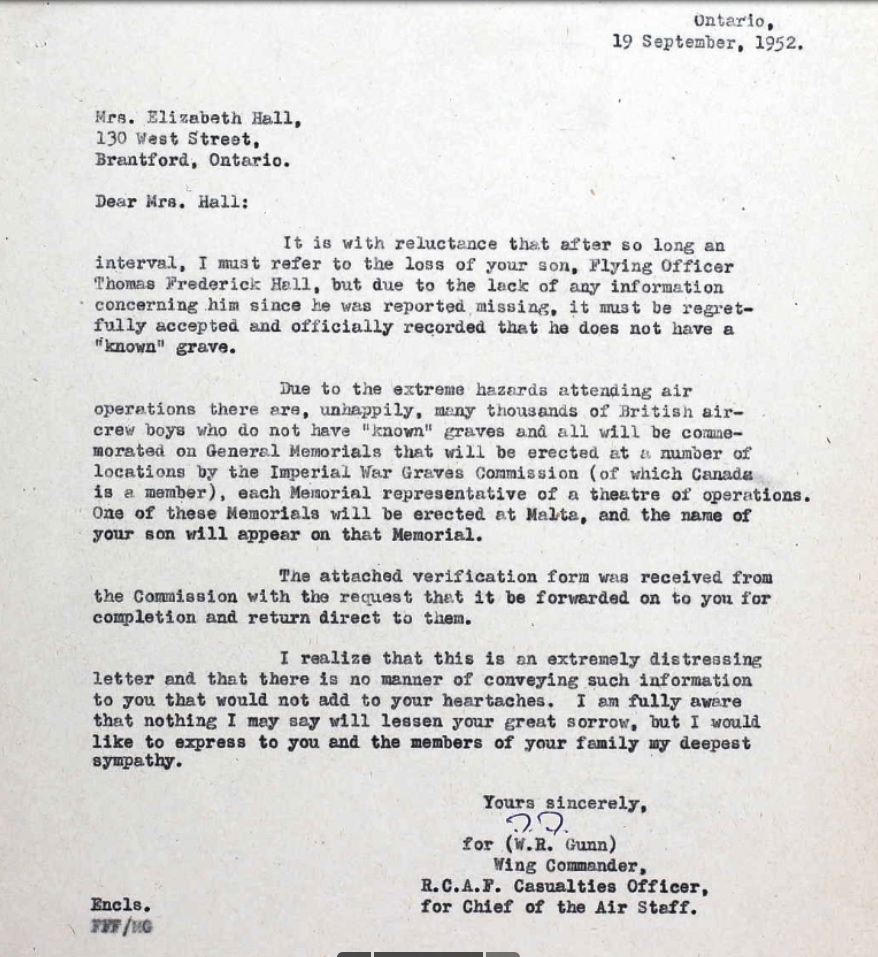 Ontario,
19 September, 1952.
Mrs. Elizabeth Hall,
130 West Street,
Brantford, Ontario.
Dear Mrs. Hall:
It is with reluctance that after so long an
interval, I must refer to the loss of your son, Flying Officer
Thomas Frederick Hall, but due to the lack of any information
concerning him since he was reported missing, it must be regret-
fully accepted and officially recorded that he does not have a
"known" grave.
Due to the extreme hazards attending air
operations there are, unhappily, many thousands of British air-
crew boys who do not have "known" graves and all will be comme-
morated on General Memorials that will be erected at a number of
locations by the Imperial War Graves Commission (of which Canada
is a member), each Memorial representative of a theatre of operations.
One of these Memorials will be erected at Malta, and the name of
your son will appear on that Memorial.
The attached verification form was received from
the Commission with the request that it be forwarded on to you for
completion and return direct to them.
I realize that this is an extremely distressing
letter and that there is no manner of conveying such information
to you that would not add to your heartaches. I am fully aware
that nothing I may say will lessen your great sorrow, but I would
like to express to you and the members of your family my deepest
sympathy.
Yours sincerely,
for (W.R. Gunn)
Wing Commander,
R.C.A.F. Casualties Officer,
for Chief of the Air Staff.
Encls.